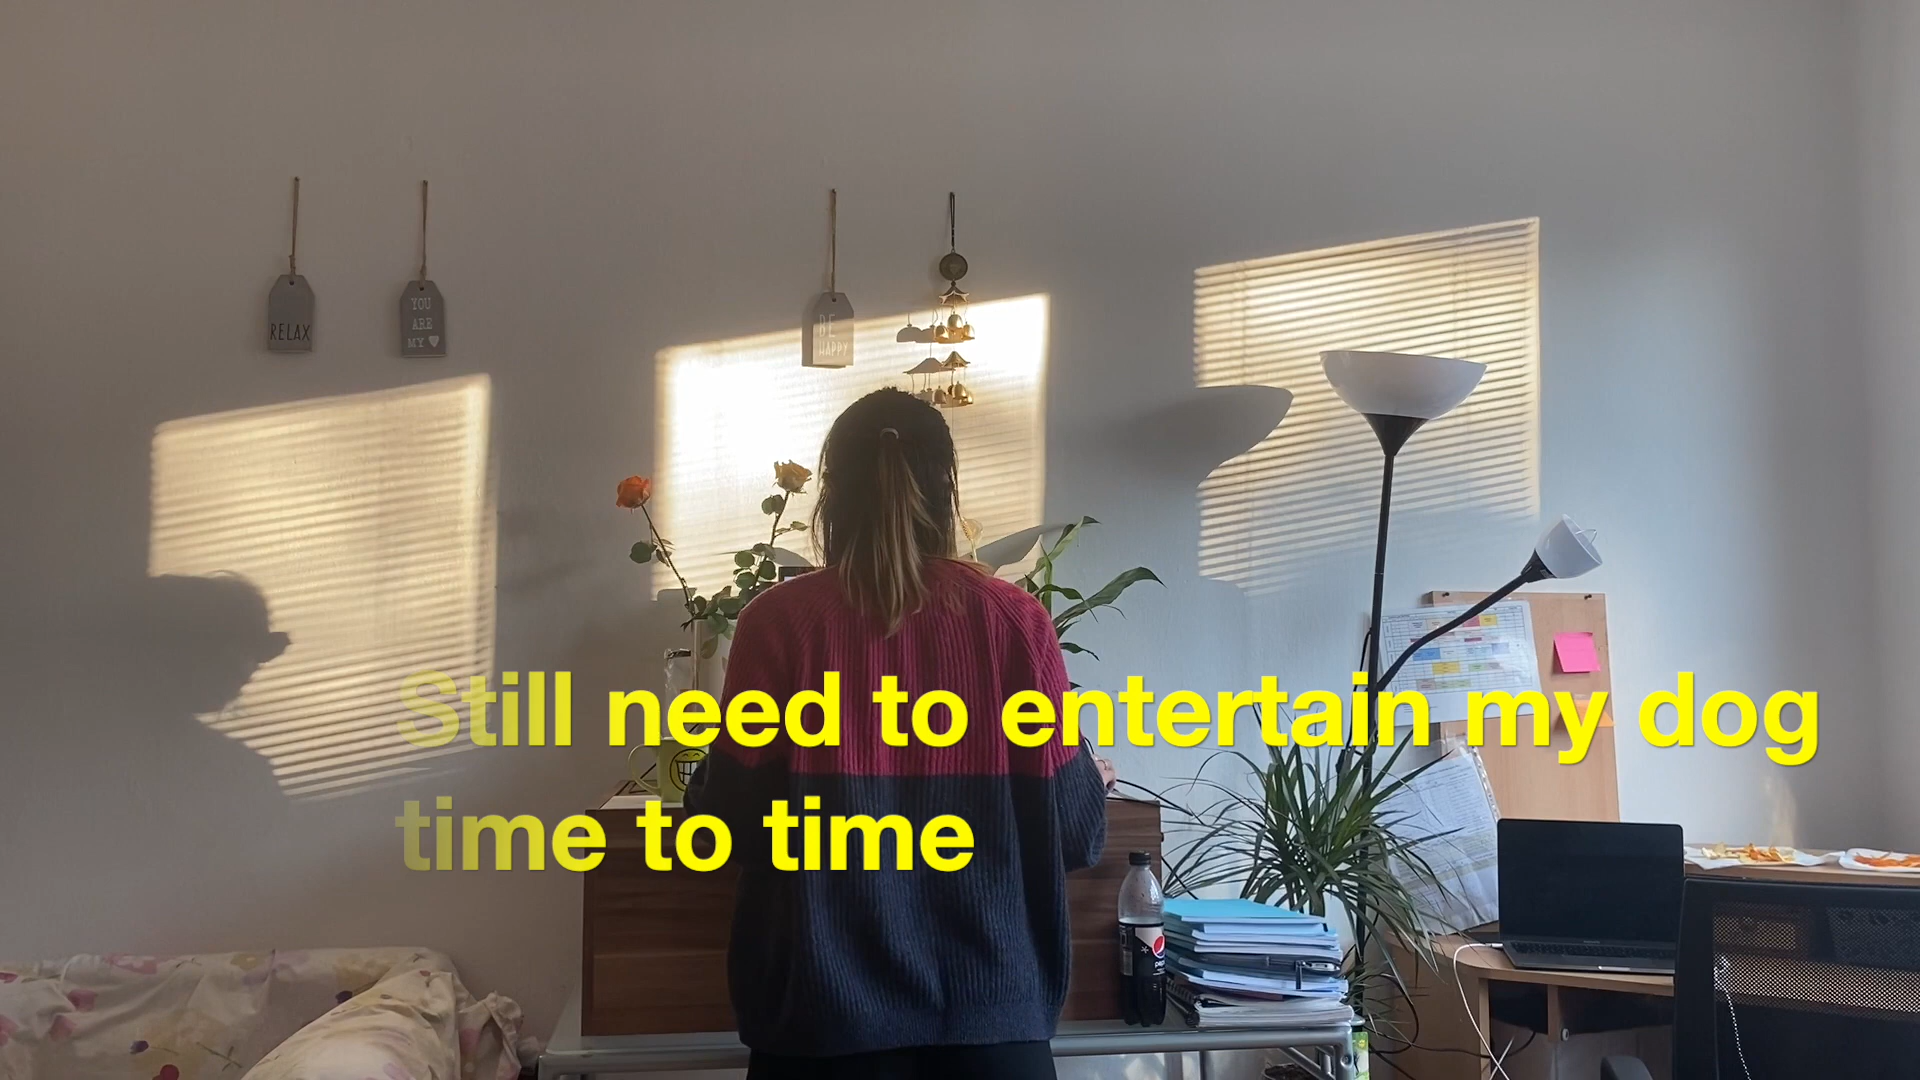 RELAX
YOU
ARE
MY
BE
HAPPY
Still need to entertain my dog
time to time